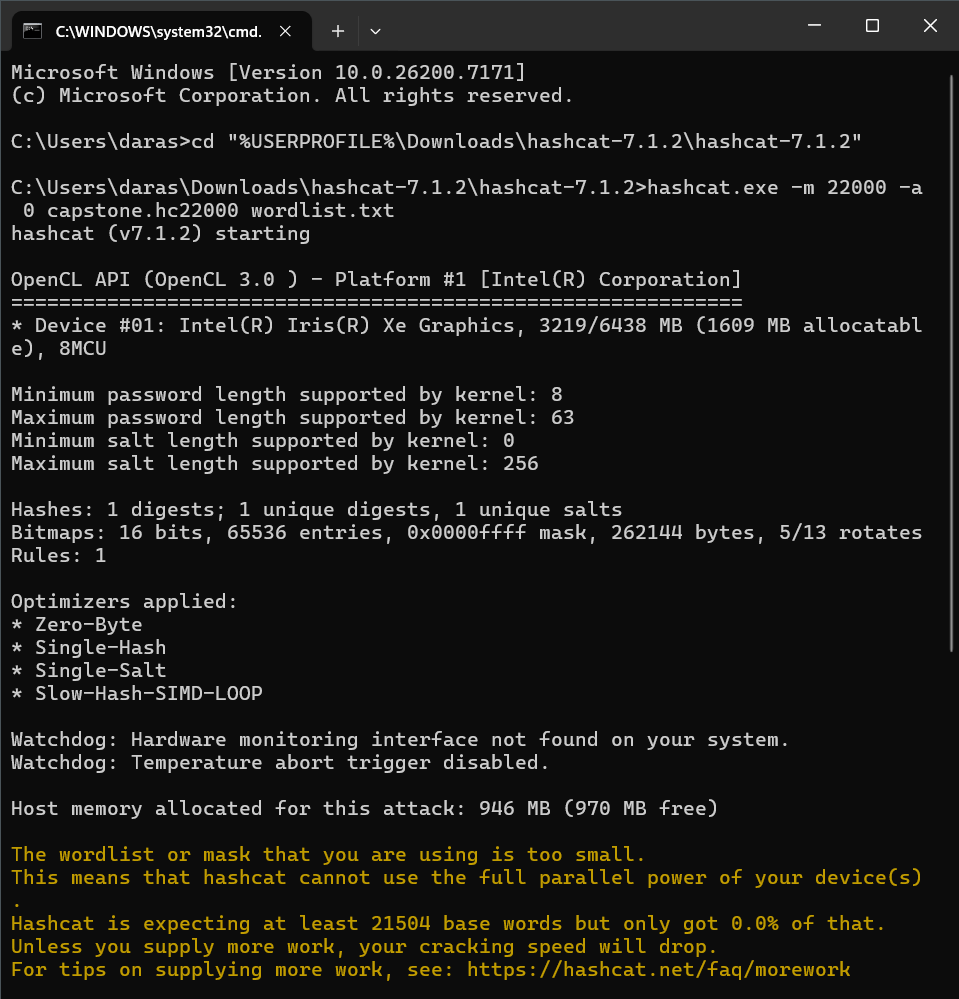 C:\WINDOWS\system32\cmd.
Microsoft Windows [Version 10.0.26200.7171]
(c) Microsoft Corporation. All rights reserved.
C:\Users\daras>cd "%USERPROFILE%\Downloads\hashcat-7.1.2\hashcat-7.1.2"
C:\Users\daras\Downloads\hashcat-7.1.2\hashcat-7.1.2>hashcat.exe -m 22000 -a
 0 capstone.hc22000 wordlist.txt
hashcat (v7.1.2) starting
OpenCL API (OpenCL 3.0 ) - Platform #1 [Intel(R) Corporation]
=============================================================
* Device #01: Intel(R) Iris(R) Xe Graphics, 3219/6438 MB (1609 MB allocatabl
e), 8MCU
Minimum password length supported by kernel: 8
Maximum password length supported by kernel: 63
Minimum salt length supported by kernel: 0
Maximum salt length supported by kernel: 256
Hashes: 1 digests; 1 unique digests, 1 unique salts
Bitmaps: 16 bits, 65536 entries, 0x0000ffff mask, 262144 bytes, 5/13 rotates
Rules: 1
Optimizers applied:
* Zero-Byte
* Single-Hash
* Single-Salt
* Slow-Hash-SIMD-LOOP
Watchdog: Hardware monitoring interface not found on your system.
Watchdog: Temperature abort trigger disabled.
Host memory allocated for this attack: 946 MB (970 MB free)
The wordlist or mask that you are using is too small.
This means that hashcat cannot use the full parallel power of your device(s)
.
Hashcat is expecting at least 21504 base words but only got 0.0% of that.
Unless you supply more work, your cracking speed will drop.
For tips on supplying more work, see: https://hashcat.net/faq/morework